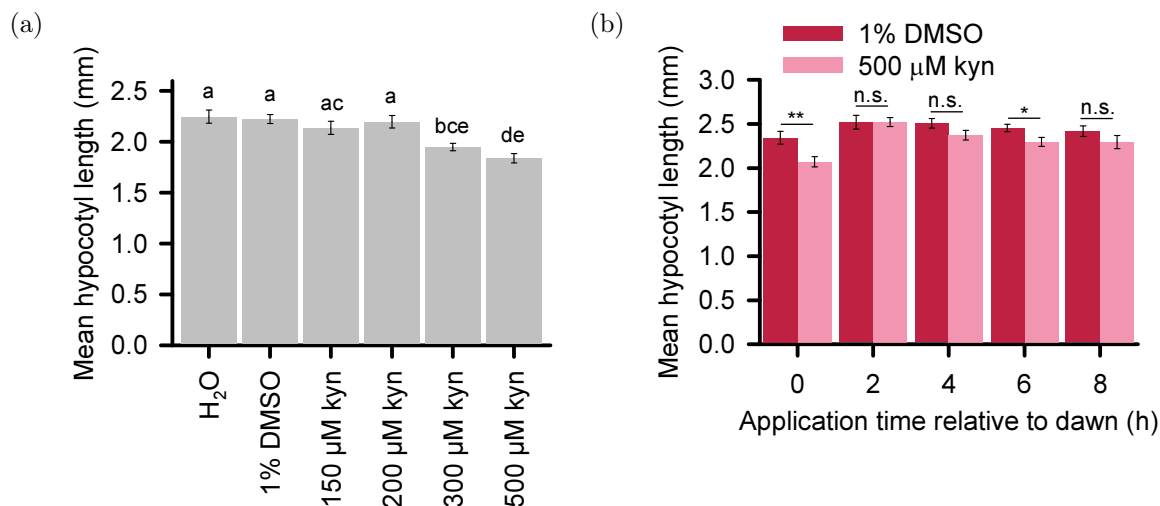 (a)
Mean hypocotyl length (mm)
2.5
2.0
1.5
1.0
0.5
0.0
a
a
ac
a
bce
de
H₂O
1% DMSO
150 µM kyn
200 µM kyn
300 µM kyn
500 µM kyn
(b)
1% DMSO
500 µM kyn
Mean hypocotyl length (mm)
3.0
2.5
2.0
1.5
1.0
0.5
0.0
**
n.s.
n.s.
*
n.s.
0 2 4 6 8
Application time relative to dawn (h)